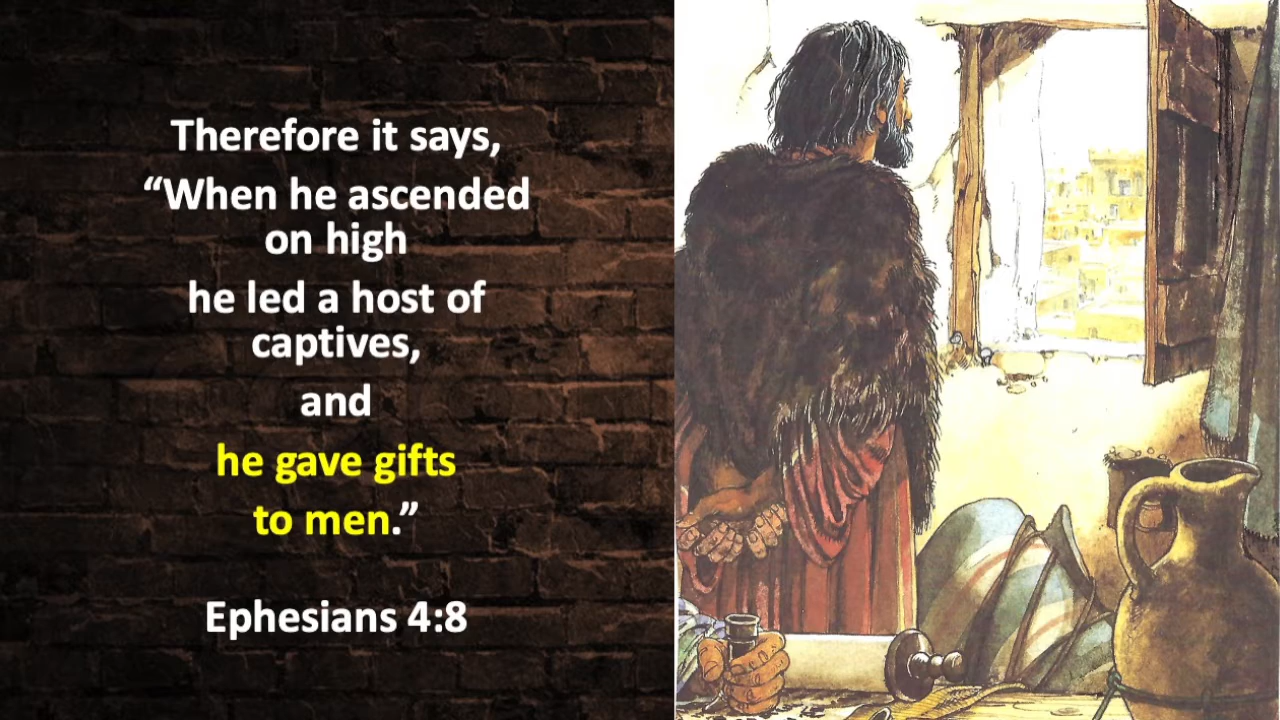 Therefore it says,
“When he ascended
on high
he led a host of
captives,
and
he gave gifts
to men.”
Ephesians 4:8